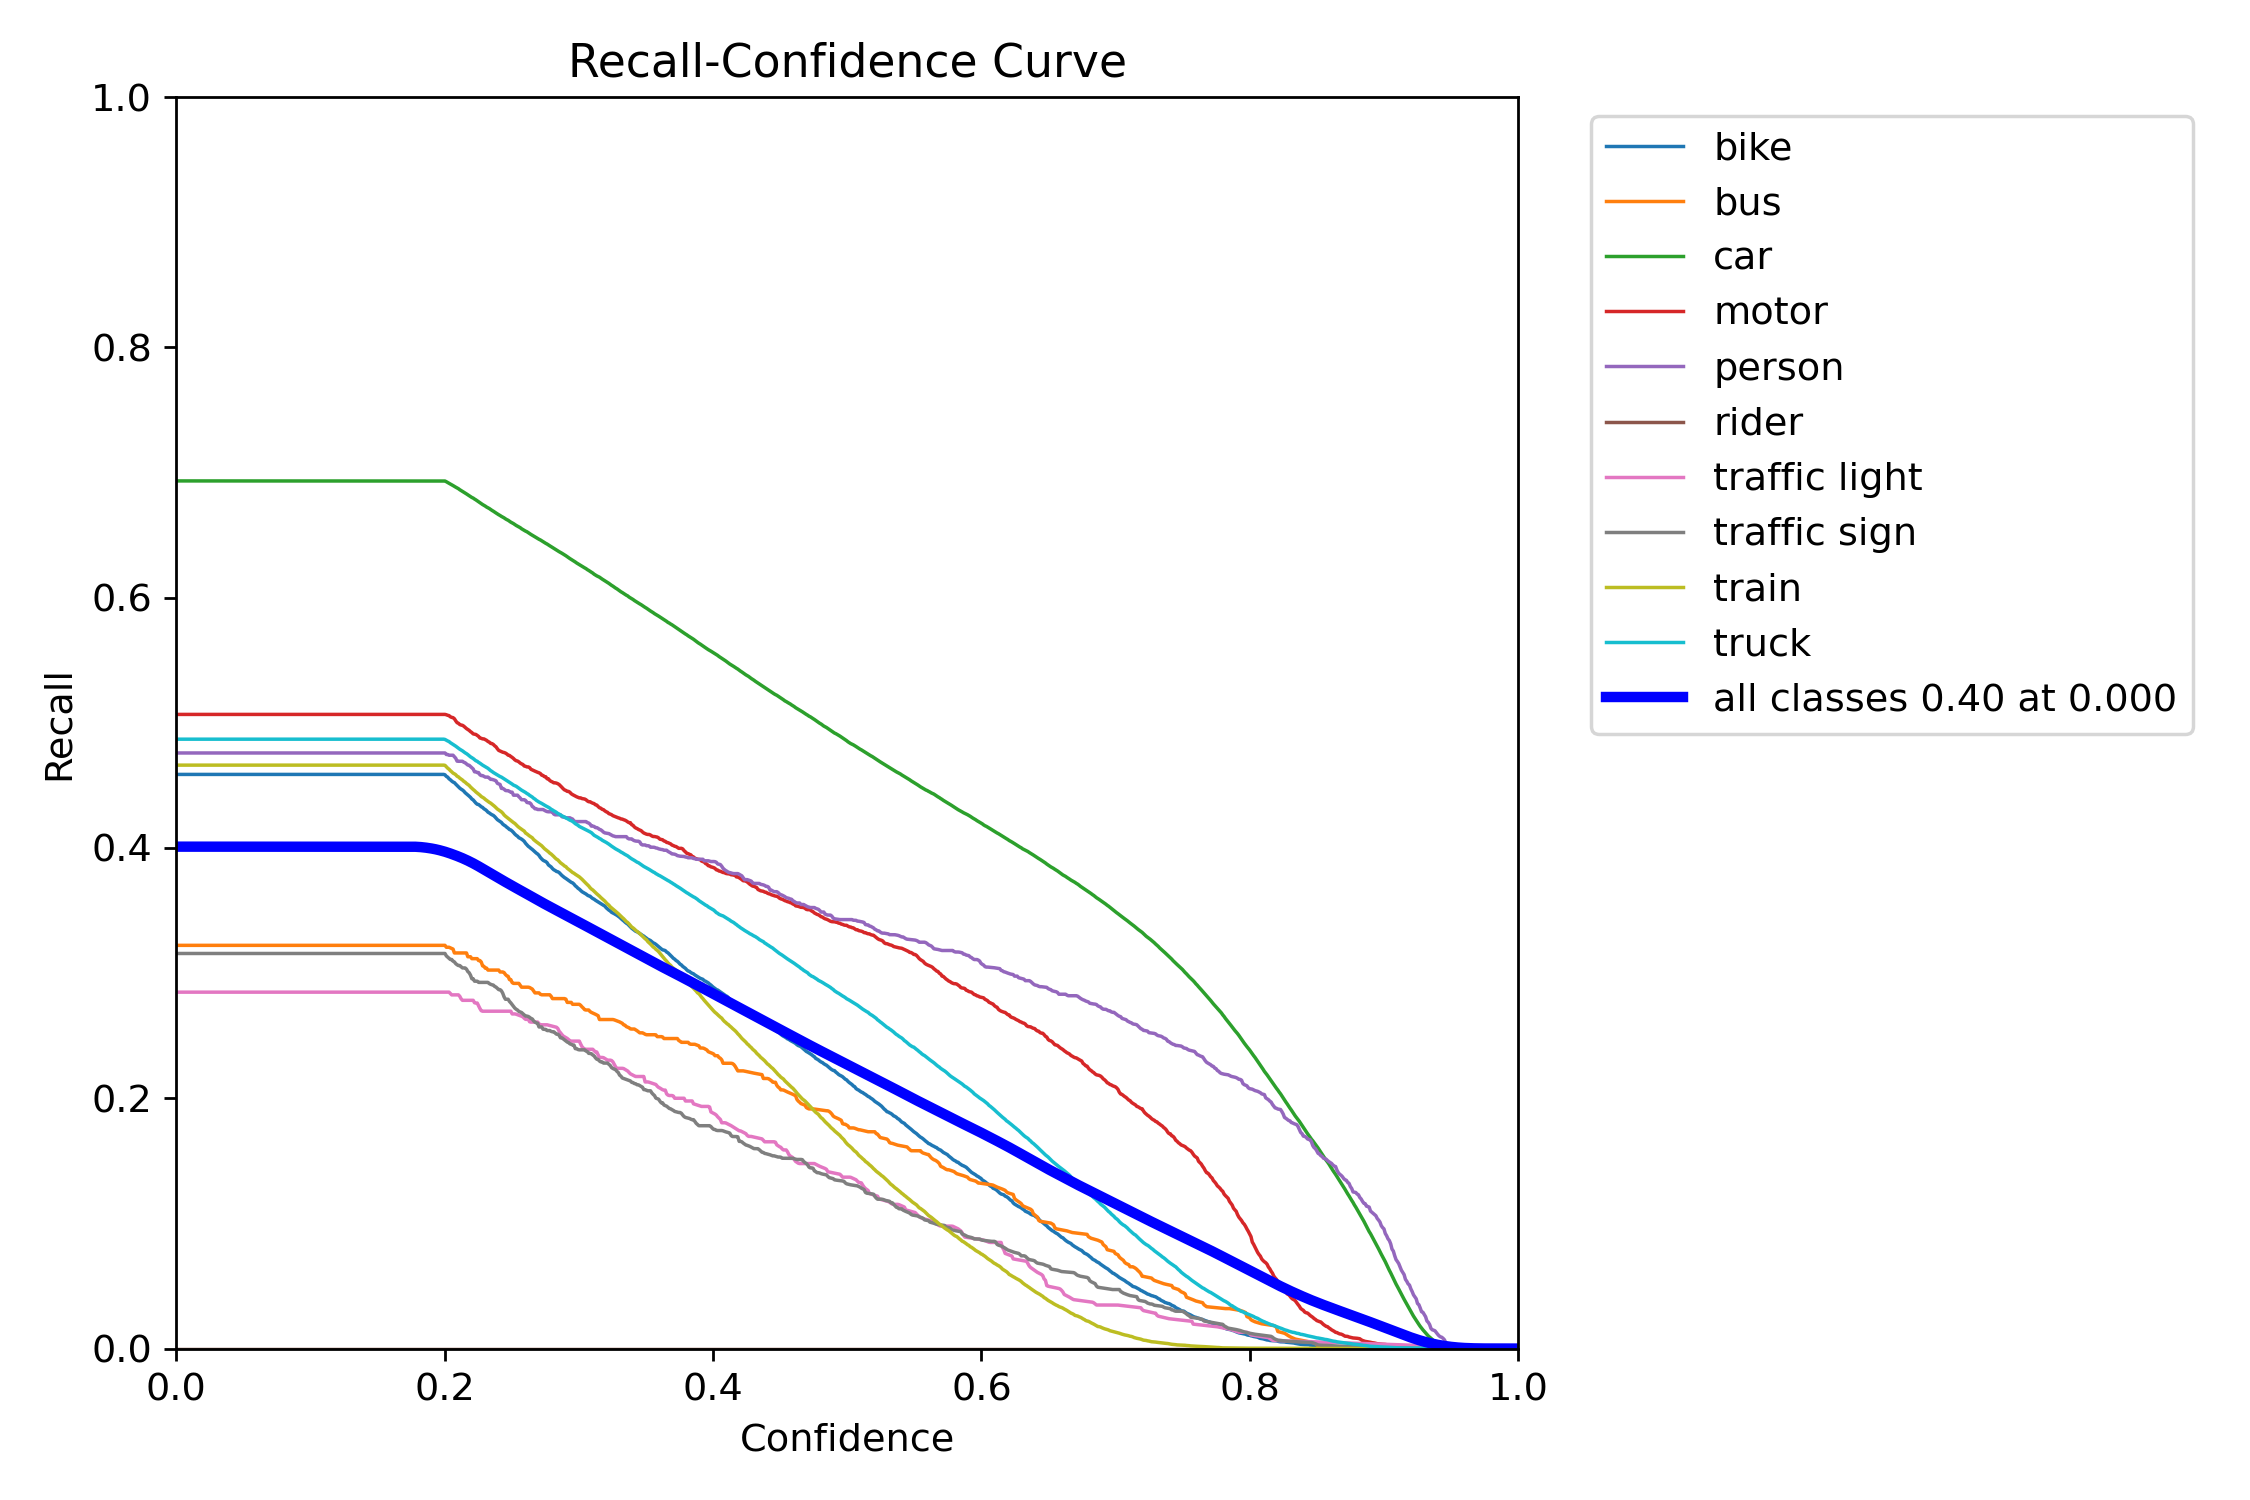 Recall-Confidence Curve
1.0
0.8
0.6
0.4
0.2
0.0
Recall
0.0 0.2 0.4 0.6 0.8 1.0
Confidence
bike
bus
car
motor
person
rider
traffic light
traffic sign
train
truck
all classes 0.40 at 0.000